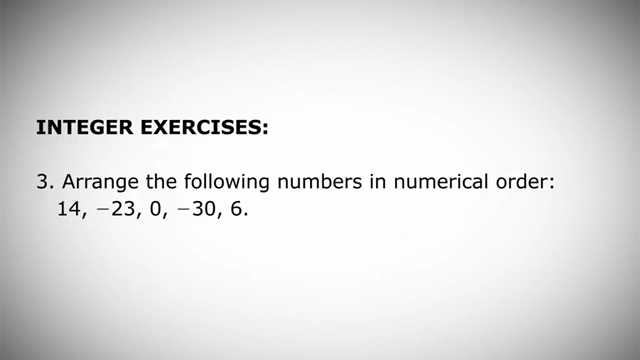 INTEGER EXERCISES:
3. Arrange the following numbers in numerical order:
14, −23, 0, −30, 6.